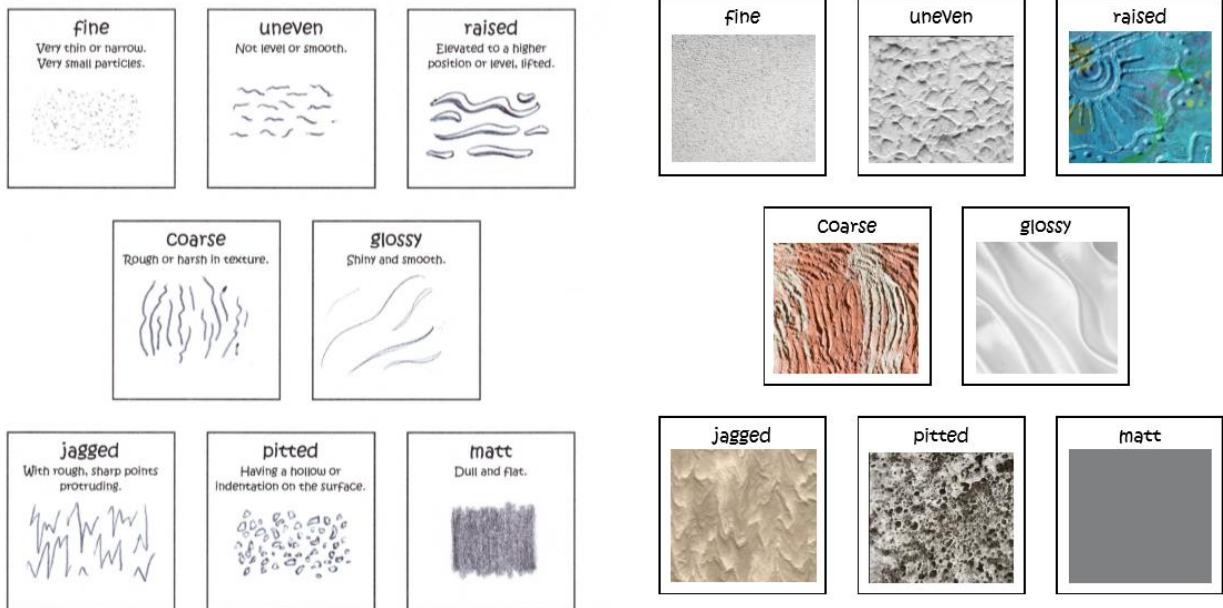 fine
Very thin or narrow.
Very small particles.
uneven
Not level or smooth.
raised
Elevated to a higher
position or level, lifted.
coarse
Rough or harsh in texture.
glossy
Shiny and smooth.
jagged
With rough, sharp points
protruding.
pitted
Having a hollow or
indentation on the surface.
matt
Dull and flat.
fine
uneven
raised
coarse
glossy
jagged
pitted
matt